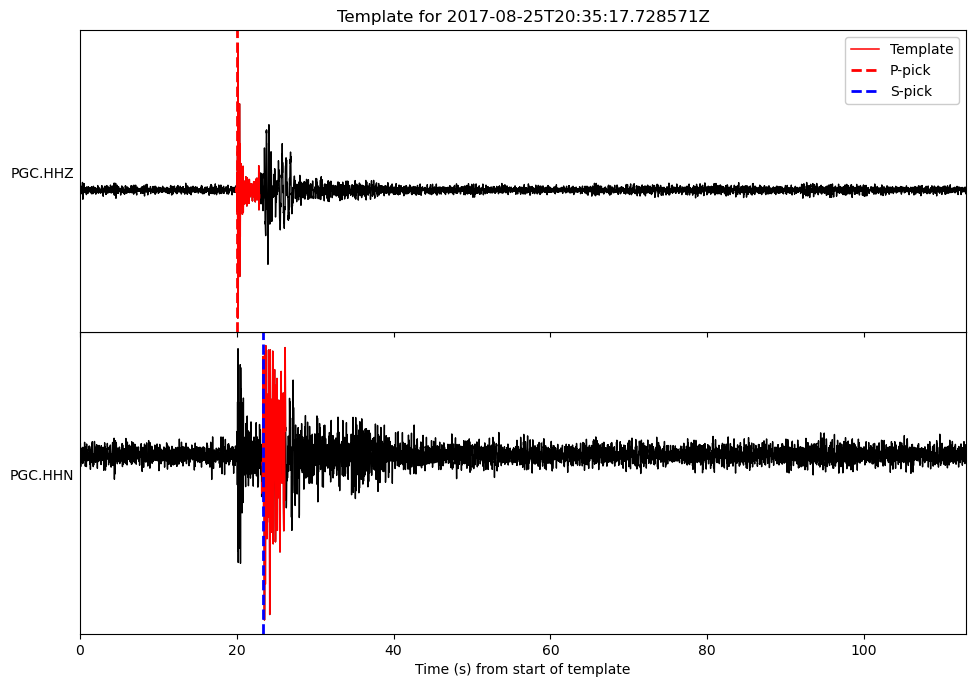 Template for 2017-08-25T20:35:17.728571Z
Template
P-pick
S-pick
PGC.HHZ
PGC.HHN
0 20 40 60 80 100
Time (s) from start of template